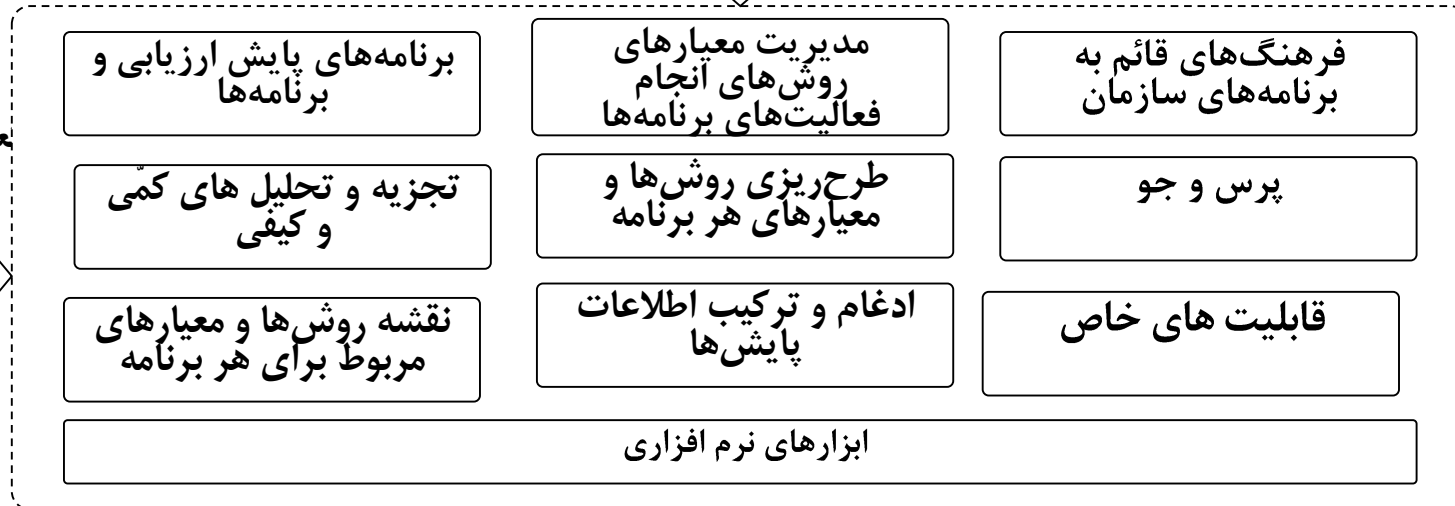 فرهنگ‌های قائم به
برنامه‌های سازمان
مدیریت معیارهای
روش‌های انجام
فعالیت‌های برنامه‌ها
برنامه‌های پایش ارزیابی و
برنامه‌ها
پرس و جو
طرح‌ریزی روش‌ها و
معیارهای هر برنامه
تجزیه و تحلیل های کمّی
و کیفی
قابلیت های خاص
ادغام و ترکیب اطلاعات
پایش‌ها
نقشه روش‌ها و معیارهای
مربوط برای هر برنامه
ابزارهای نرم افزاری